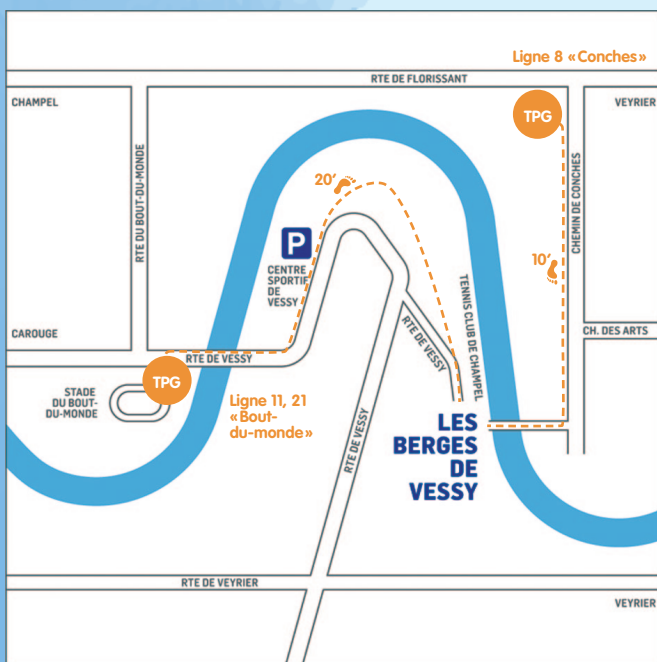 Ligne 8 «Conches»
RTE DE FLORISSANT
CHAMPEL
VEYRIER
TPG
RTE DU BOUT-DU-MONDE
CHEMIN DE CONCHES
20’
P
CENTRE
SPORTIF
DE
VESSY
10’
TENNIS CLUB DE CHAMPEL
CAROUGE
CH. DES ARTS
RTE DE VESSY
RTE DE VESSY
TPG
STADE
DU BOUT-
DU-MONDE
Ligne 11, 21
«Bout-
du-monde»
RTE DE VESSY
LES
BERGES
DE
VESSY
RTE DE VEYRIER
VEYRIER